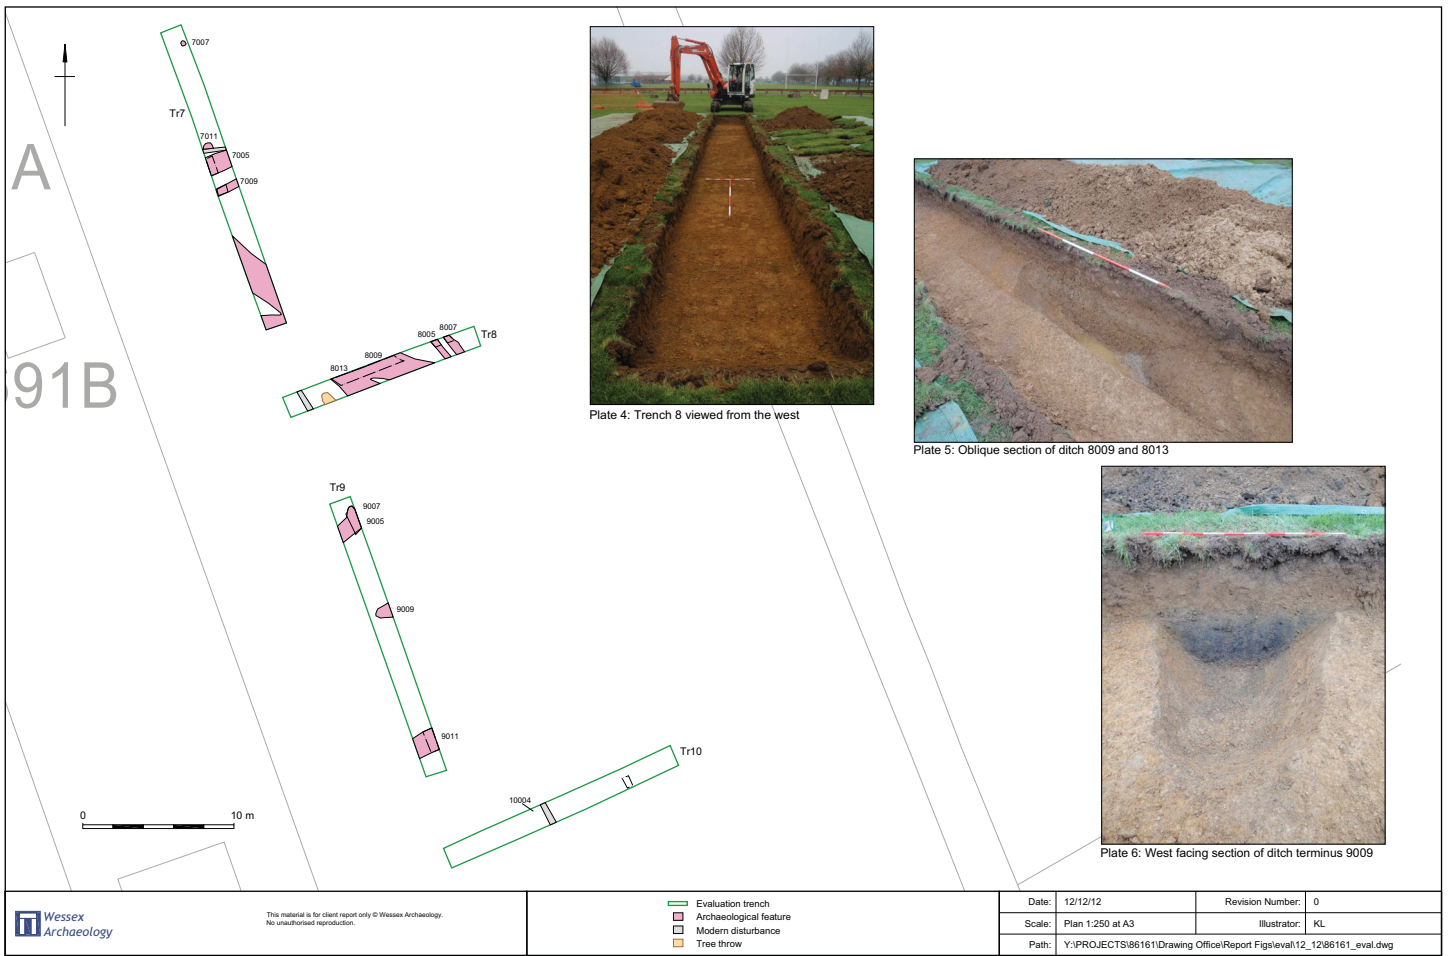 7007
Tr7
7011
7005
7009
A
91B
8007
8005
Tr8
8009
8013
Tr9
9007
9005
9009
9011
Tr10
10004
0 10 m
Plate 4: Trench 8 viewed from the west
Plate 5: Oblique section of ditch 8009 and 8013
Plate 6: West facing section of ditch terminus 9009
Wessex
Archaeology
This material is for client report only © Wessex Archaeology.
No unauthorised reproduction.
Evaluation trench
Archaeological feature
Modern disturbance
Tree throw
Date: 12/12/12 Revision Number: 0
Scale: Plan 1:250 at A3 Illustrator: KL
Path: Y:\PROJECTS\86161\Drawing Office\Report Figs\eval\12_12\86161_eval.dwg